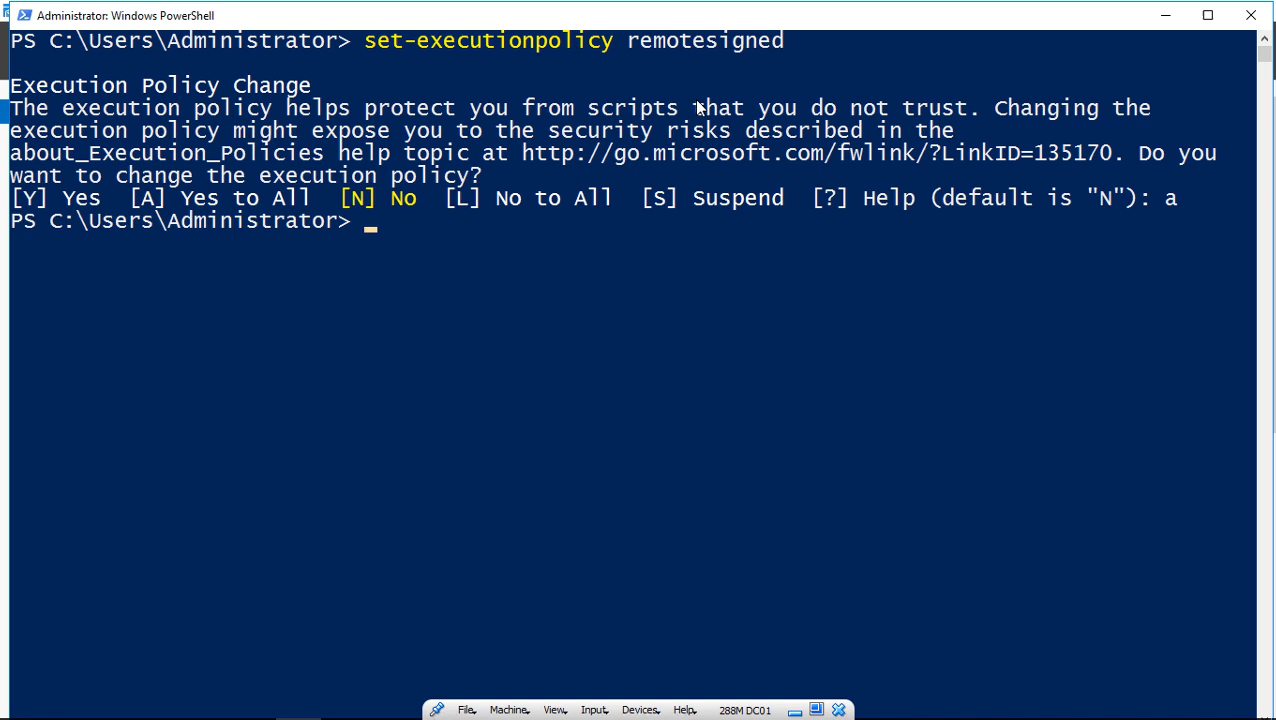 Administrator: Windows PowerShell
PS C:\Users\Administrator> set-executionpolicy remotesigned
Execution Policy Change
The execution policy helps protect you from scripts that you do not trust. Changing the
execution policy might expose you to the security risks described in the
about_Execution_Policies help topic at http://go.microsoft.com/fwlink/?LinkID=135170. Do you
want to change the execution policy?
[Y] Yes  [A] Yes to All  [N] No  [L] No to All  [S] Suspend  [?] Help (default is "N"): a
PS C:\Users\Administrator>
File Machine View Input Devices Help 288M DC01